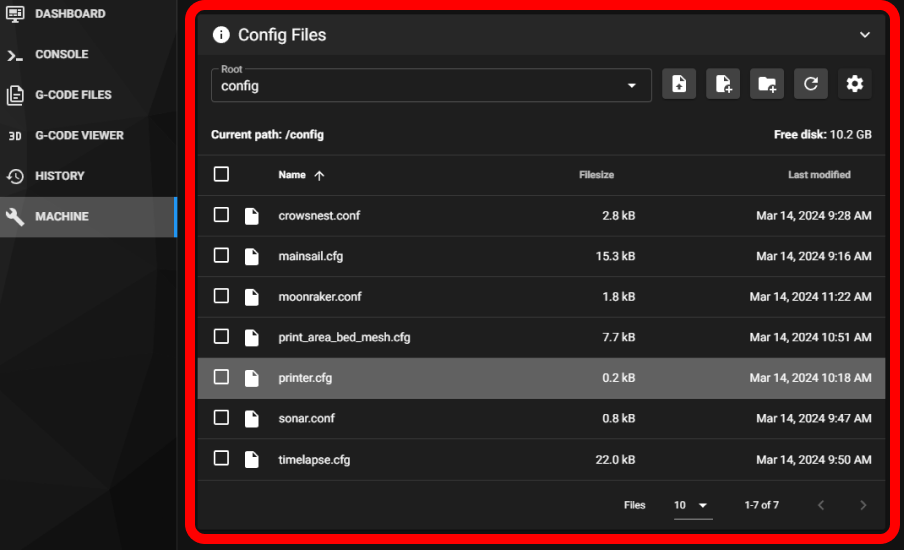 DASHBOARD
CONSOLE
G-CODE FILES
3D G-CODE VIEWER
HISTORY
MACHINE
Config Files
Root
config
Current path: /config Free disk: 10.2 GB
Name Filesize Last modified
crowsnest.conf 2.8 kB Mar 14, 2024 9:28 AM
mainsail.cfg 15.3 kB Mar 14, 2024 9:16 AM
moonraker.conf 1.8 kB Mar 14, 2024 11:22 AM
print_area_bed_mesh.cfg 7.7 kB Mar 14, 2024 10:51 AM
printer.cfg 0.2 kB Mar 14, 2024 10:18 AM
sonar.conf 0.8 kB Mar 14, 2024 9:47 AM
timelapse.cfg 22.0 kB Mar 14, 2024 9:50 AM
Files 10 1-7 of 7